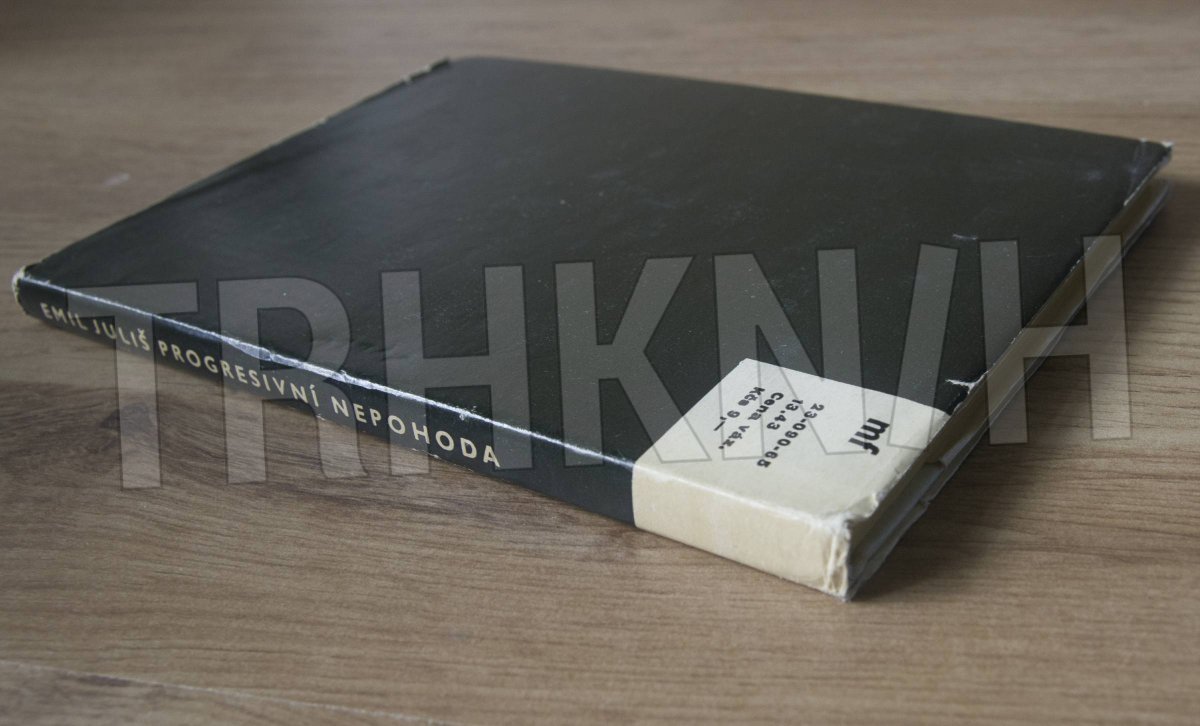 EMIL JULIŠ PROGRESIVNÍ NEPOHODA
mf
23-090-65
13.43
Cena váz.
Kčs 9,–
TRHKNIH